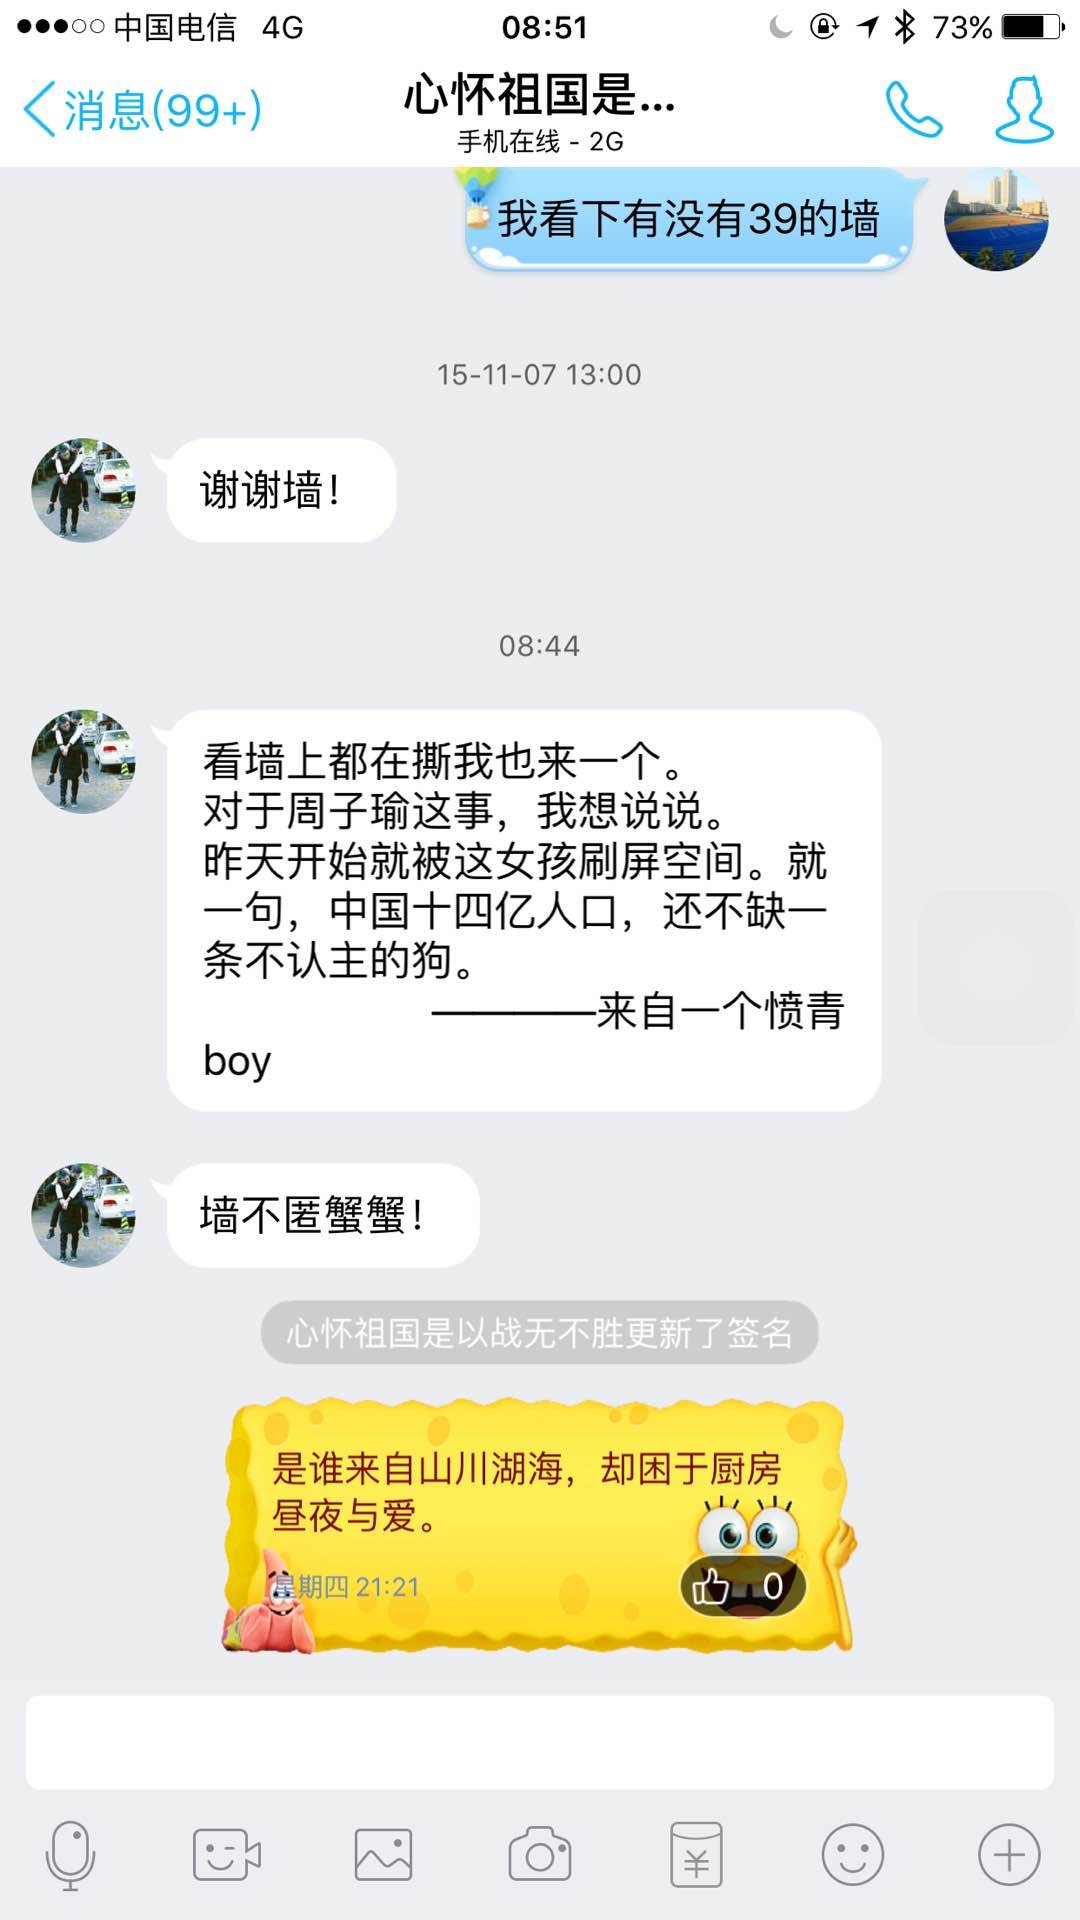 中国电信 4G 08:51 73%
消息(99+) 心怀祖国是...
手机在线 - 2G
我看下有没有39的墙
15-11-07 13:00
谢谢墙！
08:44
看墙上都在撕我也来一个。
对于周子瑜这事，我想说说。
昨天开始就被这女孩刷屏空间。就
一句，中国十四亿人口，还不缺一
条不认主的狗。
————来自一个愤青
boy
墙不匿蟹蟹！
心怀祖国是以战无不胜更新了签名
是谁来自山川湖海，却困于厨房
昼夜与爱。
星期四 21:21
0